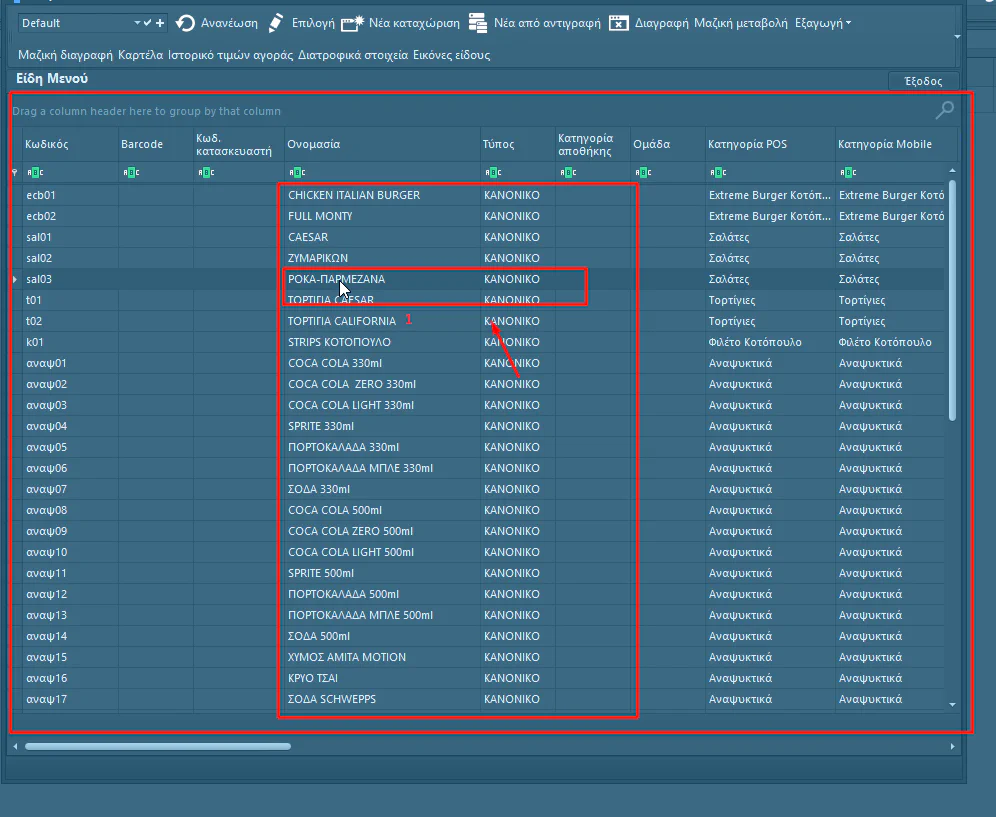 Default Ανανέωση Επιλογή Νέα καταχώρηση Νέα από αντιγραφή Διαγραφή Μαζική μεταβολή Εξαγωγή
Μαζική διαγραφή Καρτέλα Ιστορικό τιμών αγοράς Διατροφικά στοιχεία Εικόνες είδους
Είδη Μενού Έξοδος
Drag a column header here to group by that column
Κωδικός Barcode Κωδ. κατασκευαστή Ονομασία Τύπος Κατηγορία αποθήκης Ομάδα Κατηγορία POS Κατηγορία Mobile
ecb01 CHICKEN ITALIAN BURGER ΚΑΝΟΝΙΚΟ Extreme Burger Κοτόπ... Extreme Burger Κοτό
ecb02 FULL MONTY ΚΑΝΟΝΙΚΟ Extreme Burger Κοτόπ... Extreme Burger Κοτό
sal01 CAESAR ΚΑΝΟΝΙΚΟ Σαλάτες Σαλάτες
sal02 ΖΥΜΑΡΙΚΩΝ ΚΑΝΟΝΙΚΟ Σαλάτες Σαλάτες
sal03 ΡΟΚΑ-ΠΑΡΜΕΖΑΝΑ ΚΑΝΟΝΙΚΟ Σαλάτες Σαλάτες
t01 ΤΟΡΤΙΓΙΑ CAESAR ΚΑΝΟΝΙΚΟ Τορτίγιες Τορτίγιες
t02 ΤΟΡΤΙΓΙΑ CALIFORNIA 1 ΚΑΝΟΝΙΚΟ Τορτίγιες Τορτίγιες
k01 STRIPS ΚΟΤΟΠΟΥΛΟ ΚΑΝΟΝΙΚΟ Φιλέτο Κοτόπουλο Φιλέτο Κοτόπουλο
αναψ01 COCA COLA 330ml ΚΑΝΟΝΙΚΟ Αναψυκτικά Αναψυκτικά
αναψ02 COCA COLA ZERO 330ml ΚΑΝΟΝΙΚΟ Αναψυκτικά Αναψυκτικά
αναψ03 COCA COLA LIGHT 330ml ΚΑΝΟΝΙΚΟ Αναψυκτικά Αναψυκτικά
αναψ04 SPRITE 330ml ΚΑΝΟΝΙΚΟ Αναψυκτικά Αναψυκτικά
αναψ05 ΠΟΡΤΟΚΑΛΑΔΑ 330ml ΚΑΝΟΝΙΚΟ Αναψυκτικά Αναψυκτικά
αναψ06 ΠΟΡΤΟΚΑΛΑΔΑ ΜΠΛΕ 330ml ΚΑΝΟΝΙΚΟ Αναψυκτικά Αναψυκτικά
αναψ07 ΣΟΔΑ 330ml ΚΑΝΟΝΙΚΟ Αναψυκτικά Αναψυκτικά
αναψ08 COCA COLA 500ml ΚΑΝΟΝΙΚΟ Αναψυκτικά Αναψυκτικά
αναψ09 COCA COLA ZERO 500ml ΚΑΝΟΝΙΚΟ Αναψυκτικά Αναψυκτικά
αναψ10 COCA COLA LIGHT 500ml ΚΑΝΟΝΙΚΟ Αναψυκτικά Αναψυκτικά
αναψ11 SPRITE 500ml ΚΑΝΟΝΙΚΟ Αναψυκτικά Αναψυκτικά
αναψ12 ΠΟΡΤΟΚΑΛΑΔΑ 500ml ΚΑΝΟΝΙΚΟ Αναψυκτικά Αναψυκτικά
αναψ13 ΠΟΡΤΟΚΑΛΑΔΑ ΜΠΛΕ 500ml ΚΑΝΟΝΙΚΟ Αναψυκτικά Αναψυκτικά
αναψ14 ΣΟΔΑ 500ml ΚΑΝΟΝΙΚΟ Αναψυκτικά Αναψυκτικά
αναψ15 ΧΥΜΟΣ ΑΜΙΤΑ MOTION ΚΑΝΟΝΙΚΟ Αναψυκτικά Αναψυκτικά
αναψ16 ΚΡΥΟ ΤΣΑΙ ΚΑΝΟΝΙΚΟ Αναψυκτικά Αναψυκτικά
αναψ17 ΣΟΔΑ SCHWEPPS ΚΑΝΟΝΙΚΟ Αναψυκτικά Αναψυκτικά